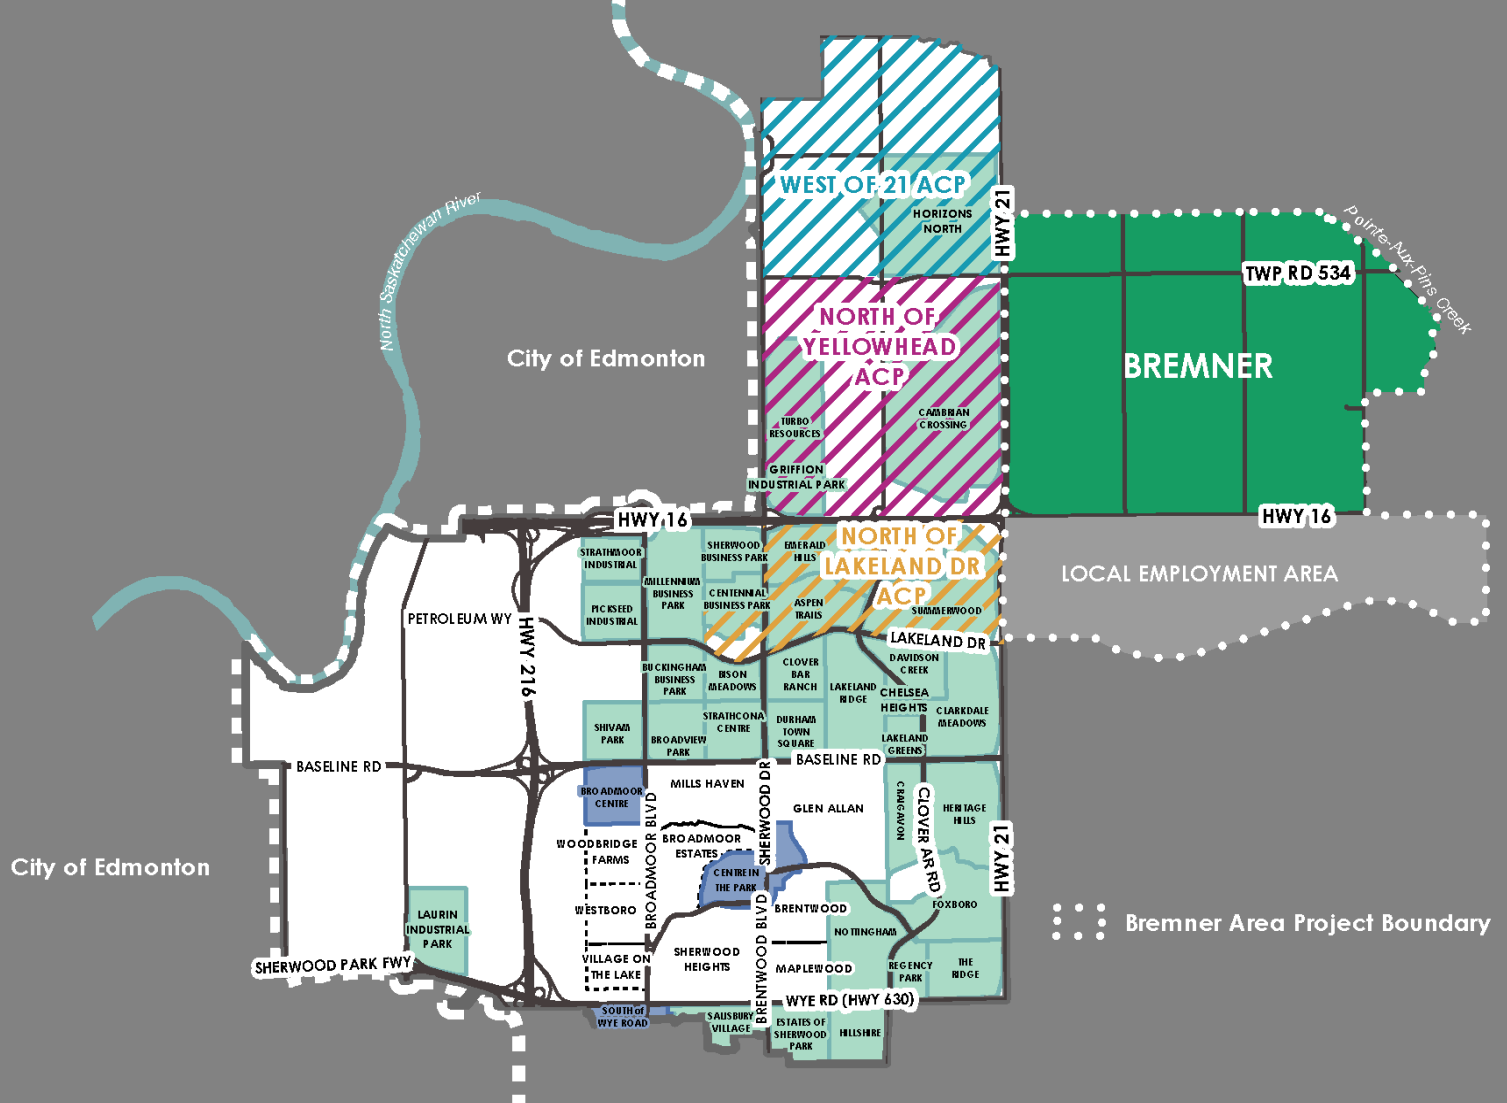 WEST OF 21 ACP
HORIZONS
NORTH
HWY 21
North Saskatchewan River
Pointe-Aux-Pins Creek
TWP RD 534
NORTH OF
YELLOWHEAD
ACP
City of Edmonton
BREMNER
TURBO
RESOURCES
CAMBRIAN
CROSSING
GRIFFION
INDUSTRIAL PARK
HWY 16
HWY 16
STRATHMOOR
INDUSTRIAL
SHERWOOD
BUSINESS PARK
EMERALD
HILLS
NORTH OF
LAKELAND DR
ACP
LOCAL EMPLOYMENT AREA
MILLENNIUM
BUSINESS
PARK
CENTENNIAL
BUSINESS PARK
PICKSEED
INDUSTRIAL
ASPEN
TRAILS
SUMMERWOOD
PETROLEUM WY
HWY 216
LAKELAND DR
BUCKINGHAM
BUSINESS
PARK
BISON
MEADOWS
CLOVER
BAR
RANCH
LAKELAND
RIDGE
DAVIDSON
CREEK
CHELSEA
HEIGHTS
CLARKDALE
MEADOWS
SHIVAM
PARK
BROADVIEW
PARK
STRATHCONA
CENTRE
DURHAM
TOWN
SQUARE
LAKELAND
GREENS
BASELINE RD
BASELINE RD
BROADMOOR
CENTRE
MILLS HAVEN
BROADMOOR BLVD
SHERWOOD DR
GLEN ALLAN
CRAIGAVON
CLOVER AR RD
HERITAGE
HILLS
HWY 21
WOODBRIDGE
FARMS
BROADMOOR
ESTATES
CENTRE IN
THE PARK
City of Edmonton
WESTBORO
BRENTWOOD BLVD
BRENTWOOD
FOXBORO
NOTTINGHAM
Bremner Area Project Boundary
LAURIN
INDUSTRIAL
PARK
SHERWOOD PARK FWY
VILLAGE ON
THE LAKE
SHERWOOD
HEIGHTS
MAPLEWOOD
REGENCY
PARK
THE
RIDGE
WYE RD (HWY 630)
SOUTH of
WYE ROAD
SALISBURY
VILLAGE
ESTATES OF
SHERWOOD
PARK
HILLSHIRE